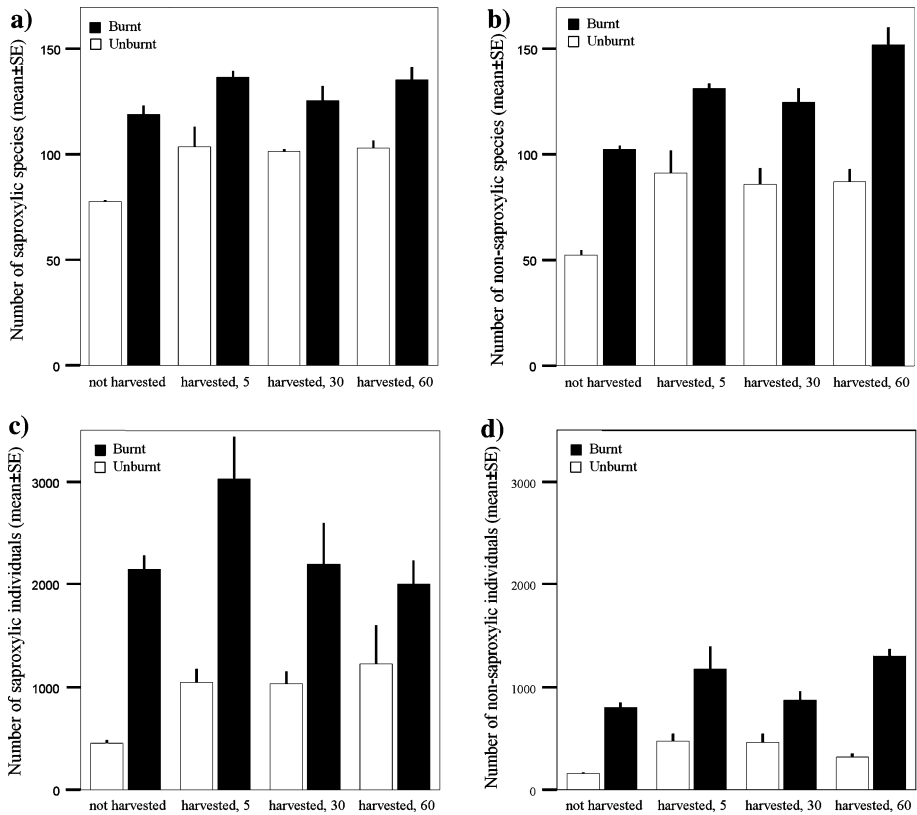 a)
Number of saproxylic species (mean±SE)
Burnt
Unburnt
150
100
50
0
not harvested harvested, 5 harvested, 30 harvested, 60
b)
Number of non-saproxylic species (mean±SE)
Burnt
Unburnt
150
100
50
0
not harvested harvested, 5 harvested, 30 harvested, 60
c)
Number of saproxylic individuals (mean±SE)
Burnt
Unburnt
3000
2000
1000
0
not harvested harvested, 5 harvested, 30 harvested, 60
d)
Number of non-saproxylic individuals (mean±SE)
Burnt
Unburnt
3000
2000
1000
0
not harvested harvested, 5 harvested, 30 harvested, 60